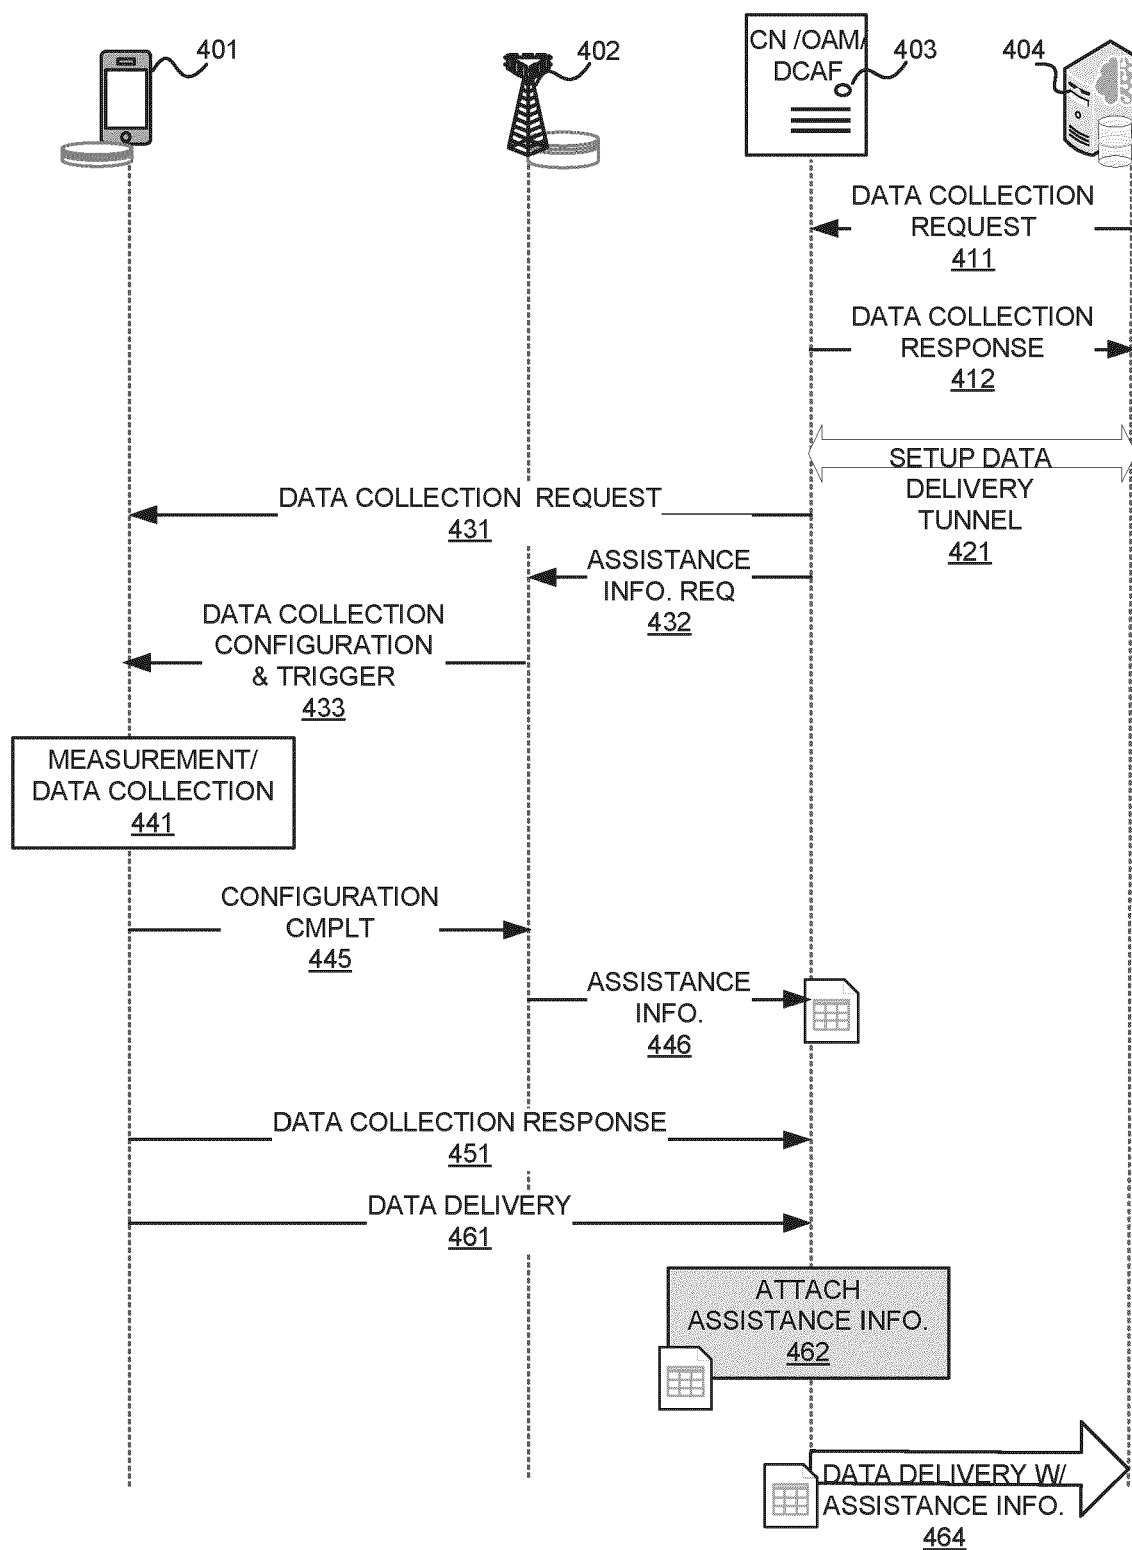 401
402
CN /OAM/
DCAF
403
404
DATA COLLECTION
REQUEST
411
DATA COLLECTION
RESPONSE
412
SETUP DATA
DELIVERY
TUNNEL
421
DATA COLLECTION REQUEST
431
ASSISTANCE
INFO. REQ
432
DATA COLLECTION
CONFIGURATION
& TRIGGER
433
MEASUREMENT/
DATA COLLECTION
441
CONFIGURATION
CMPLT
445
ASSISTANCE
INFO.
446
DATA COLLECTION RESPONSE
451
DATA DELIVERY
461
ATTACH
ASSISTANCE INFO.
462
DATA DELIVERY W/
ASSISTANCE INFO.
464